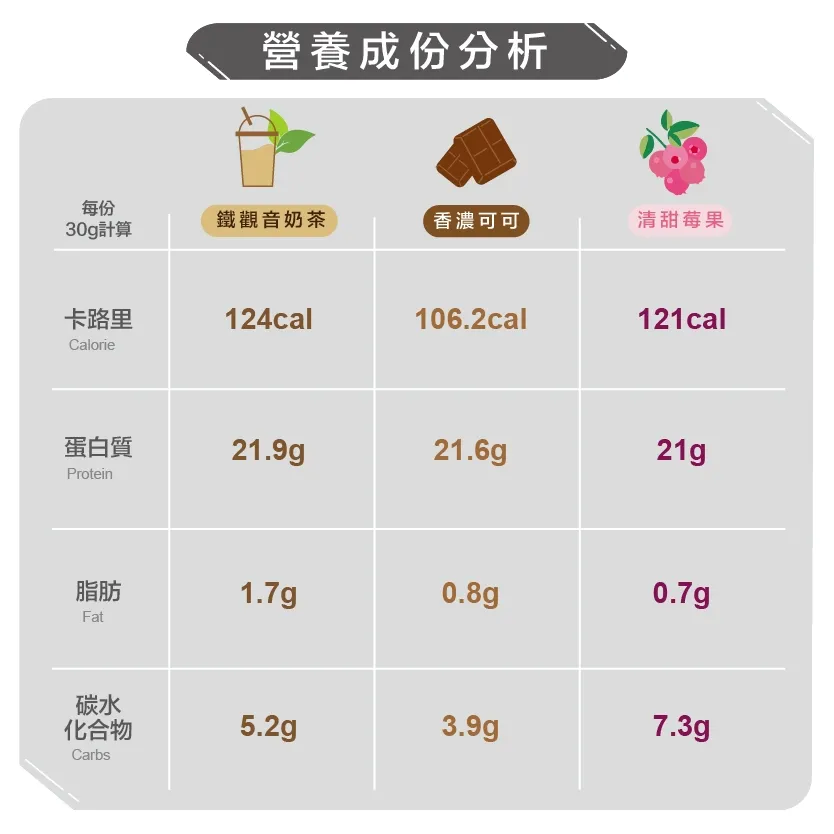 營養成份分析
每份
30g計算
鐵觀音奶茶
香濃可可
清甜莓果
卡路里
Calorie
124cal
106.2cal
121cal
蛋白質
Protein
21.9g
21.6g
21g
脂肪
Fat
1.7g
0.8g
0.7g
碳水
化合物
Carbs
5.2g
3.9g
7.3g